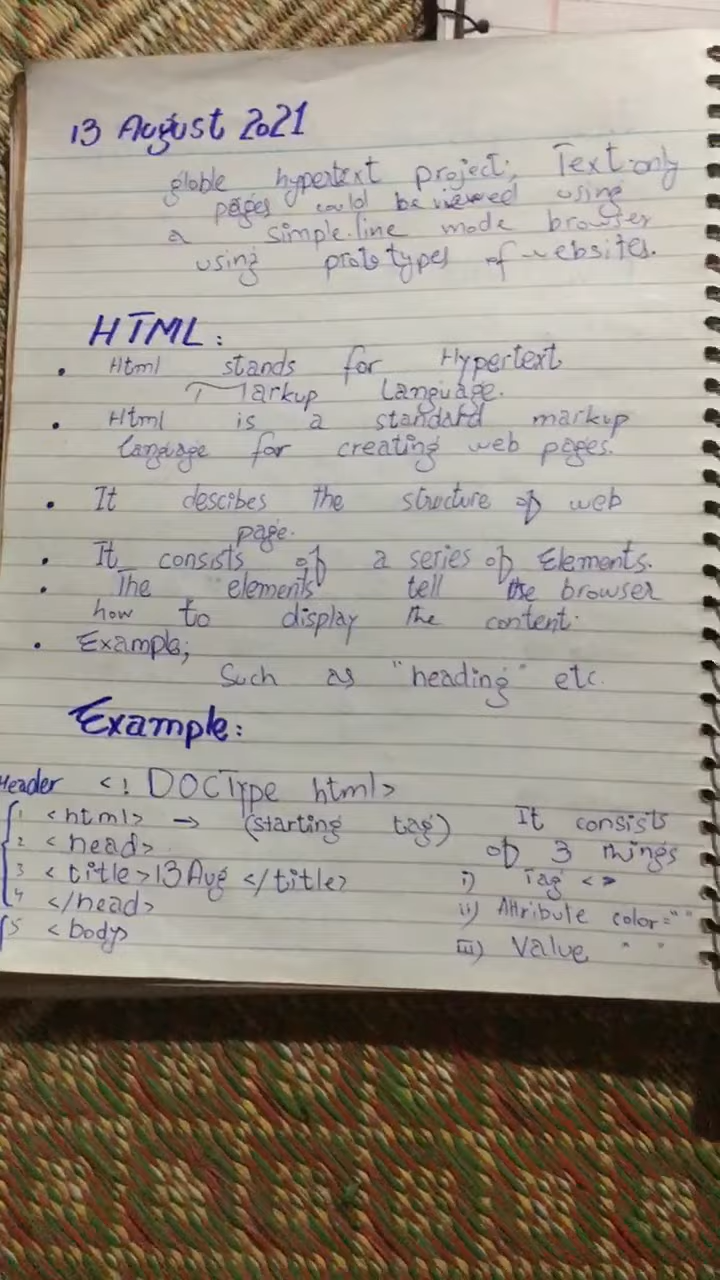 13 August 2021
globle hypertext project; Text-only
pages could be viewed using
a simple.line mode browser
using prototypes of websites.
HTML:
• Html stands for Hypertext
Markup Language.
• Html is a standard markup
language for creating web pages.
• It descibes the structure of web
page.
• It consists of a series of Elements.
• The elements tell the browser
how to display the content.
• Example;
Such as "heading" etc.
Example:
Header <! DOCType html>
1 <html> → (starting tag)
2 <head>
3 <title>13 Aug </title>
4 </head>
5 <body>
It consists
of 3 things
i) Tag < >
ii) Attribute color=" "
iii) Value " "